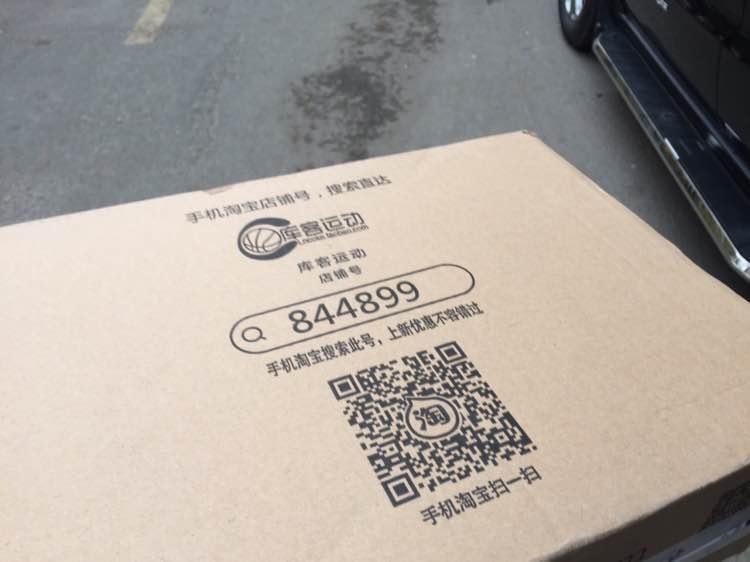 手机淘宝店铺号，搜索直达
库客运动
库客运动
店铺号
844899
手机淘宝搜索此号，上新优惠不容错过
淘
手机淘宝扫一扫